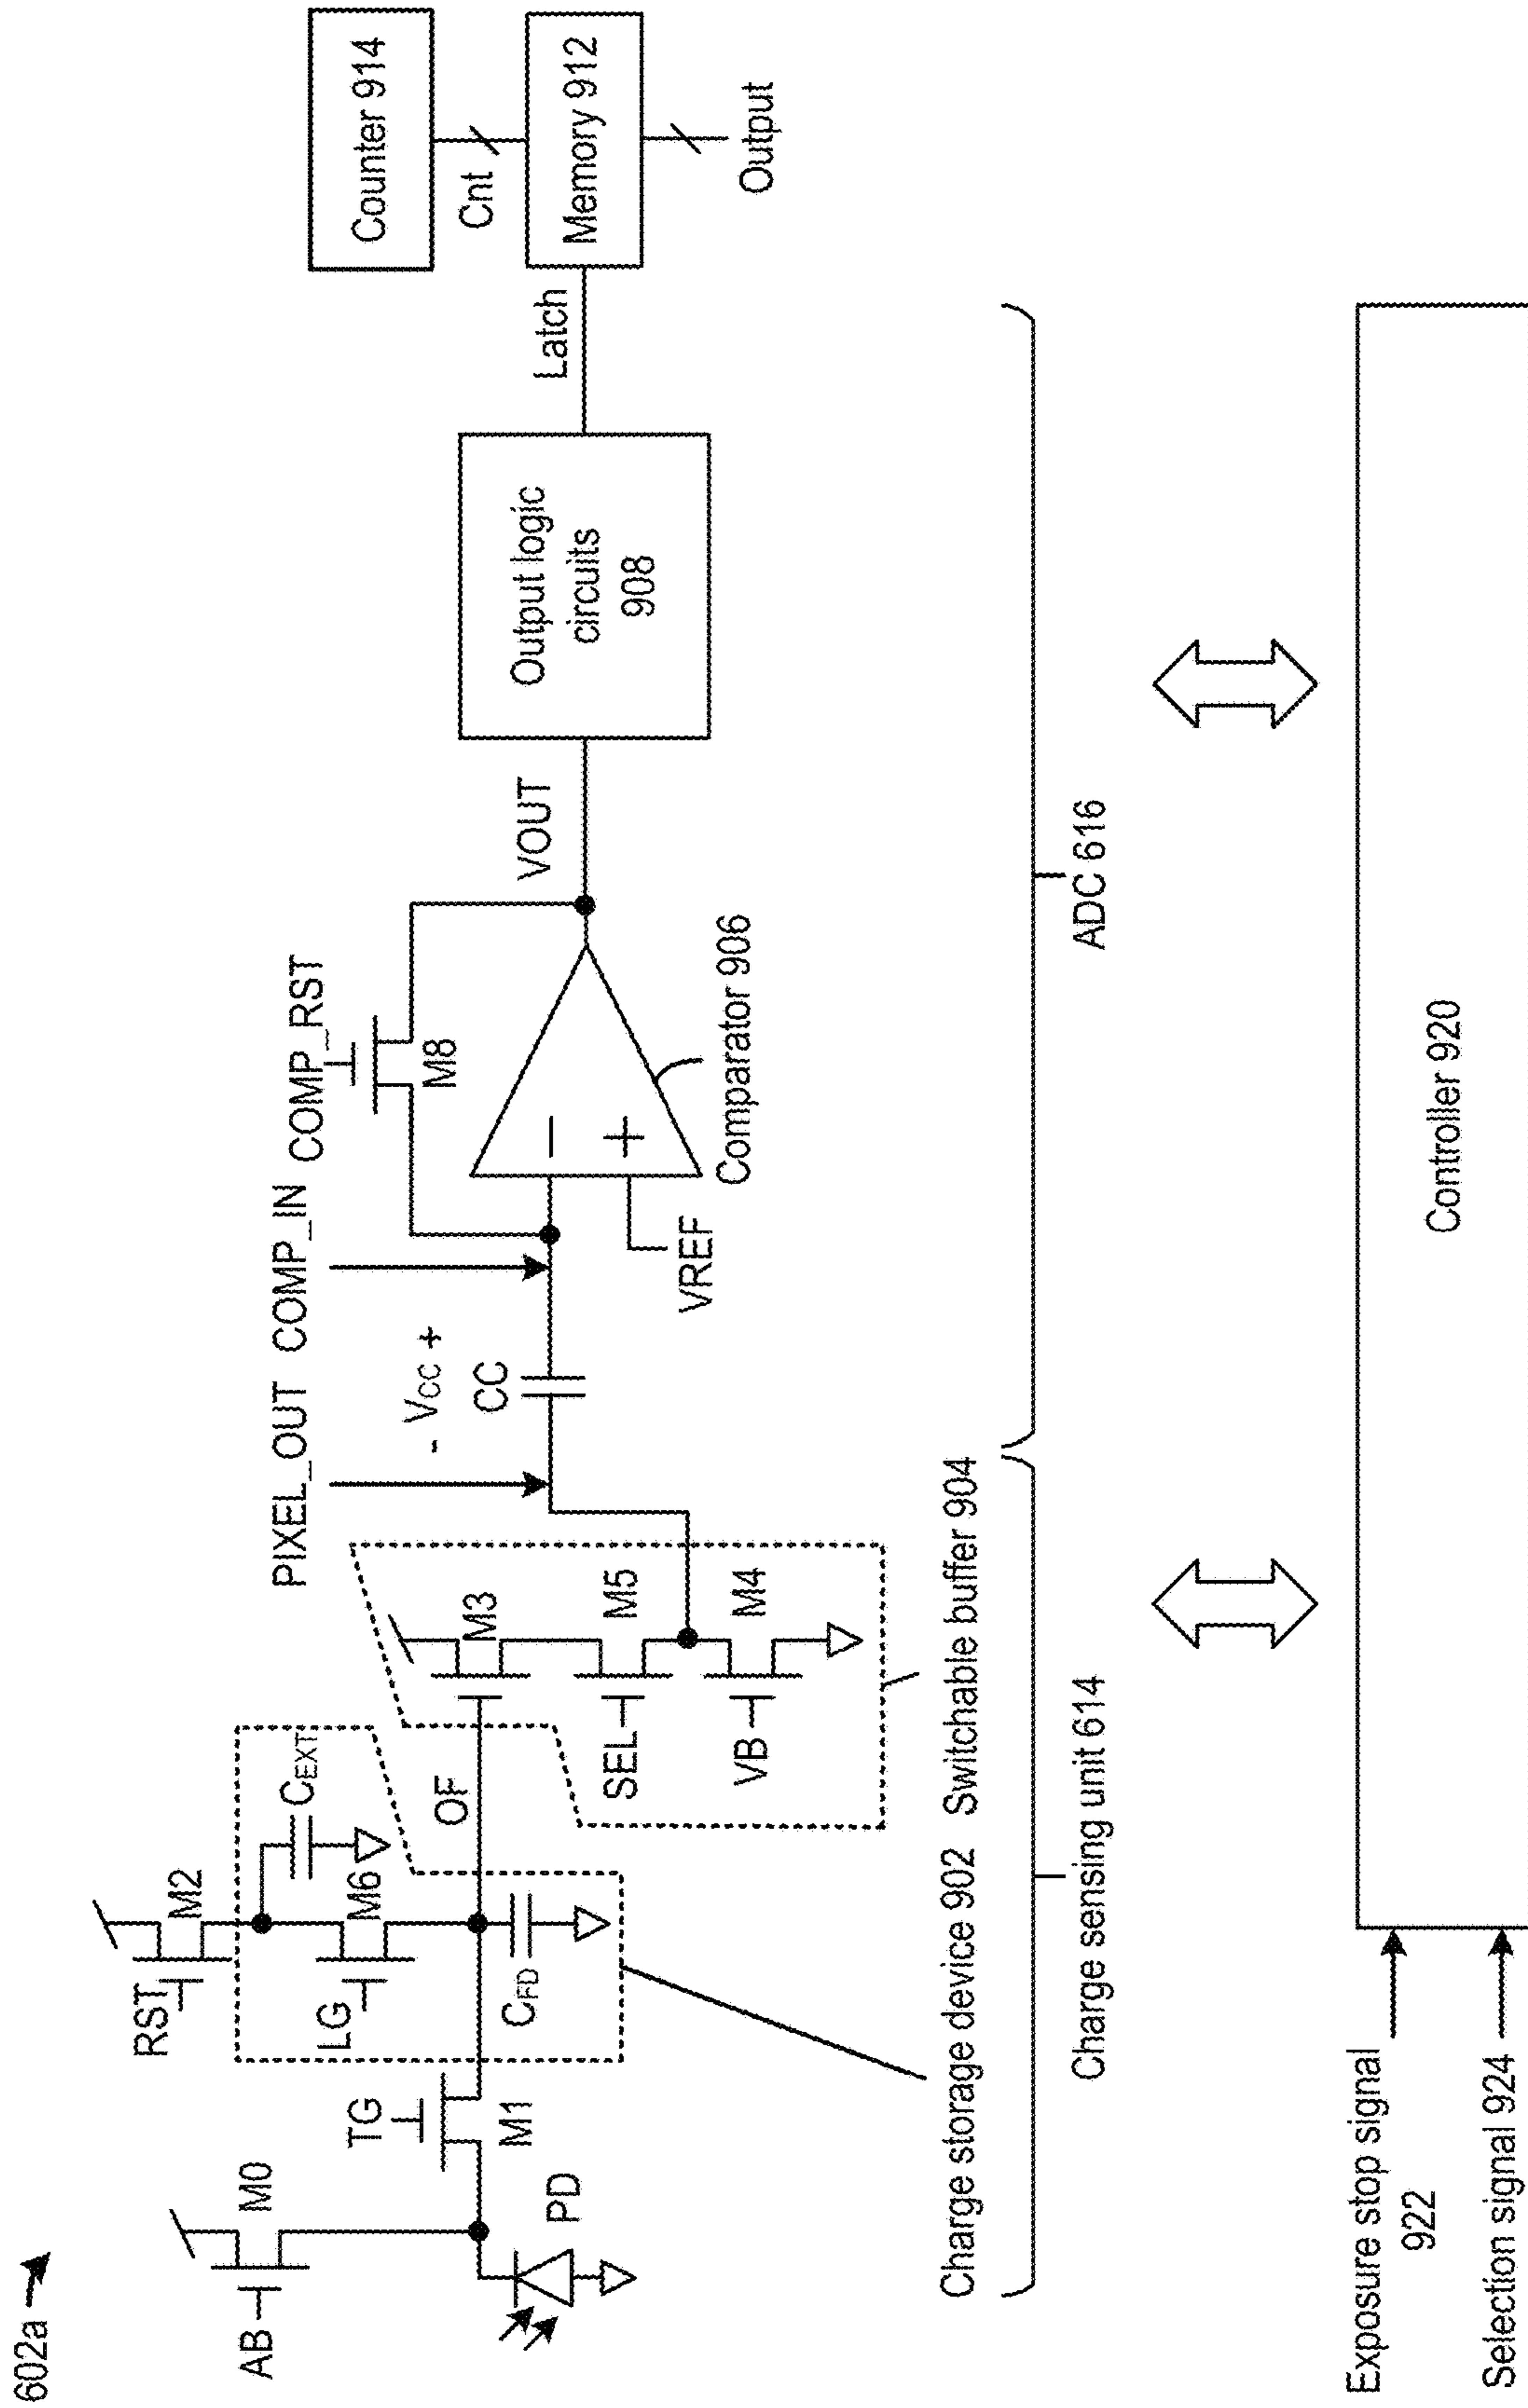 602a
AB
M0
PD
TG
M1
RST
M2
LG
M6
CEXT
CFD
OF
M3
SEL
M5
VB
M4
PIXEL_OUT
COMP_IN
COMP_RST
- VCC +
CC
M8
VREF
−
+
Comparator 906
VOUT
Output logic
circuits
908
Latch
Counter 914
Cnt
Memory 912
Output
Charge storage device 902
Switchable buffer 904
Charge sensing unit 614
ADC 616
Exposure stop signal
922
Selection signal 924
Controller 920